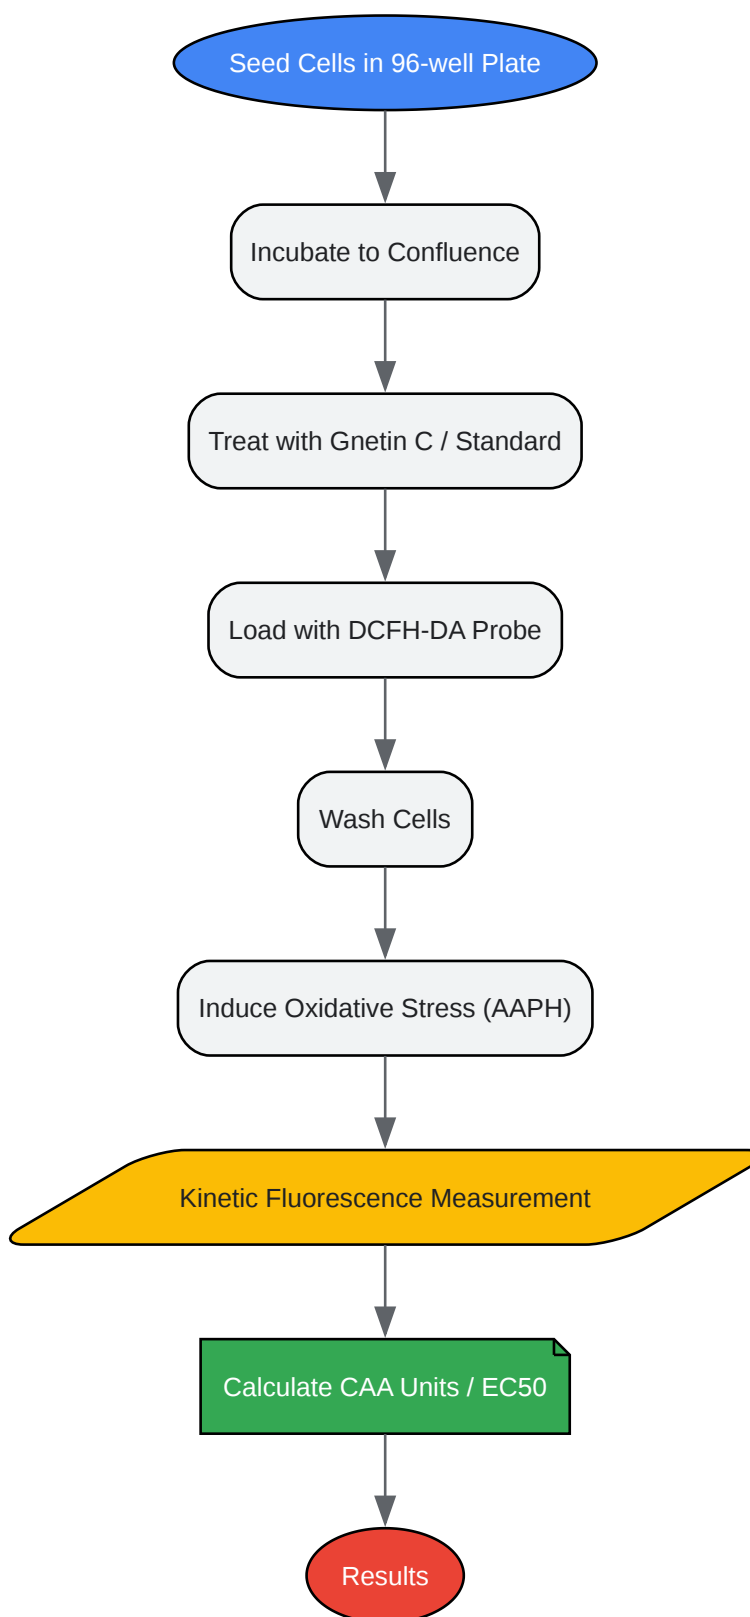 Seed Cells in 96-well Plate
Incubate to Confluence
Treat with Gnetin C / Standard
Load with DCFH-DA Probe
Wash Cells
Induce Oxidative Stress (AAPH)
Kinetic Fluorescence Measurement
Calculate CAA Units / EC50
Results